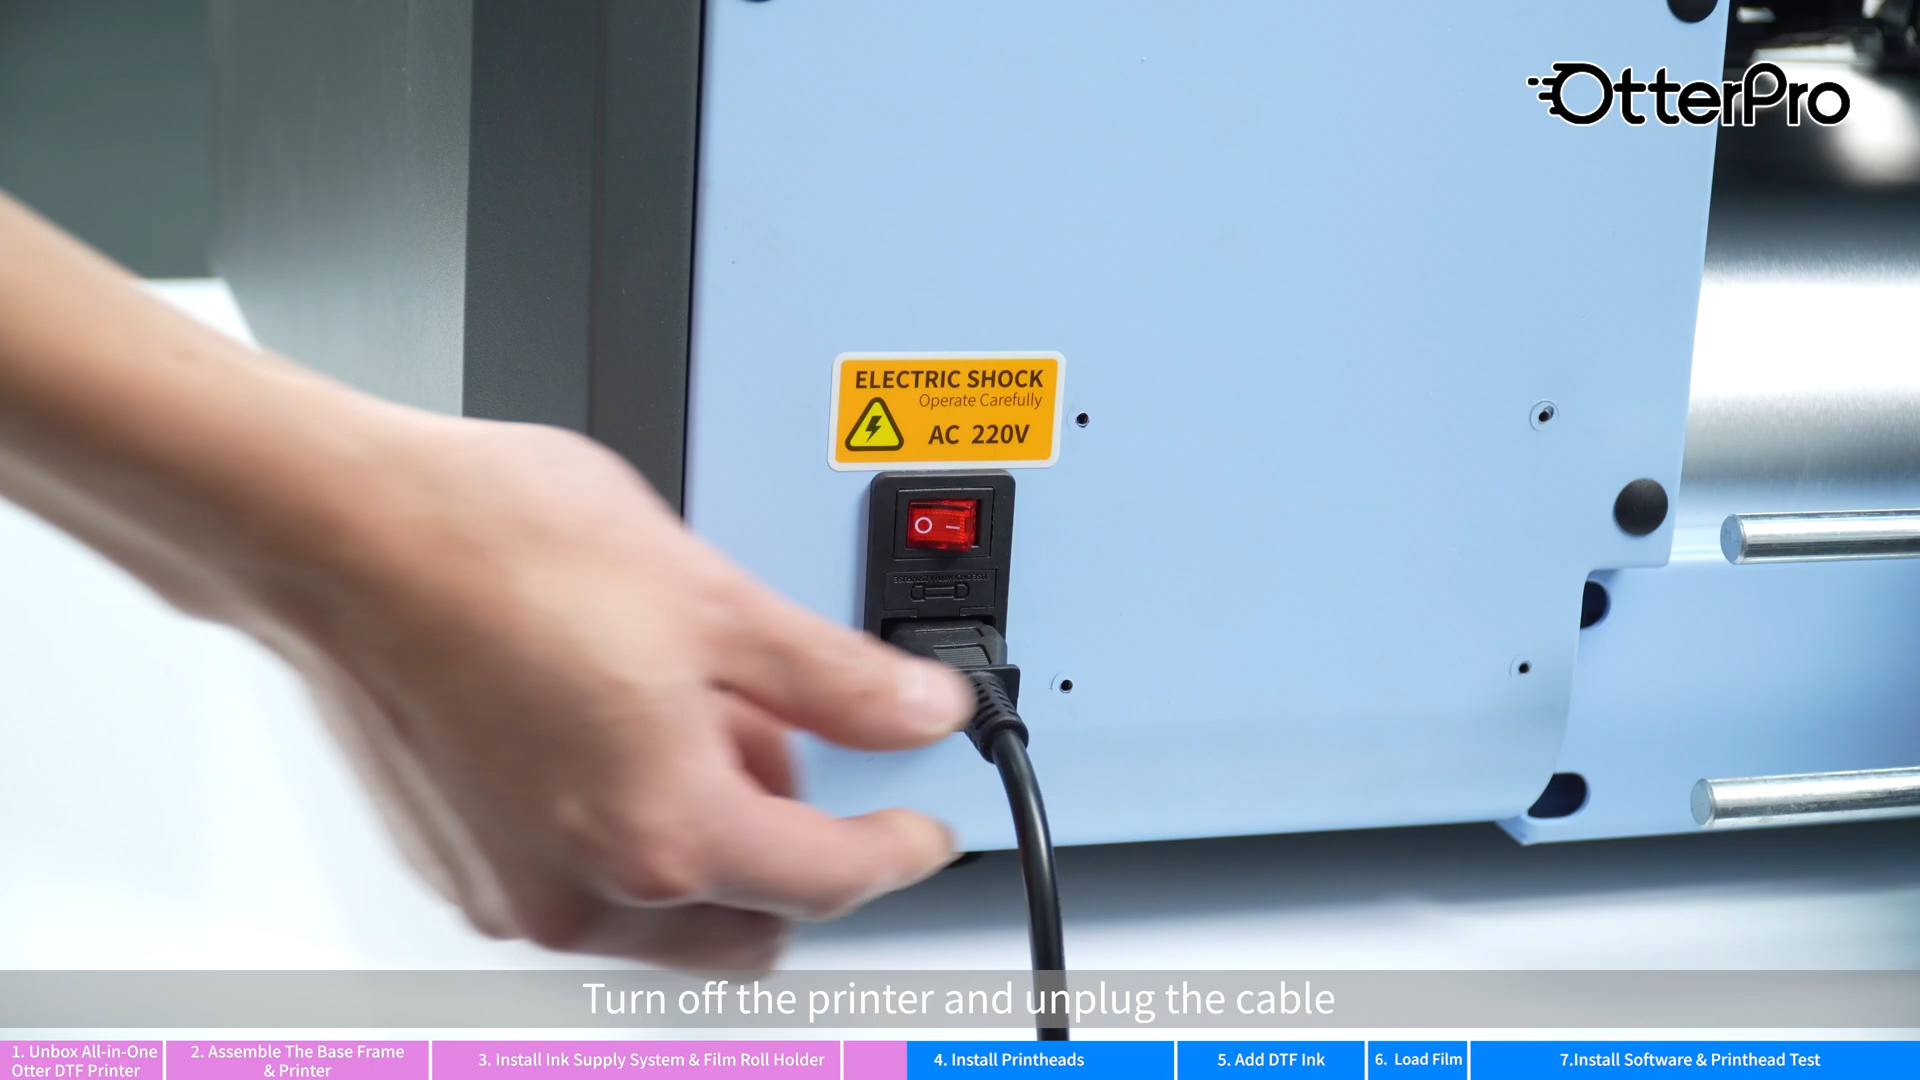 OtterPro
ELECTRIC SHOCK
Operate Carefully
AC 220V
Turn off the printer and unplug the cable
1. Unbox All-in-One
Otter DTF Printer
2. Assemble The Base Frame
& Printer
3. Install Ink Supply System & Film Roll Holder
4. Install Printheads
5. Add DTF Ink
6. Load Film
7.Install Software & Printhead Test